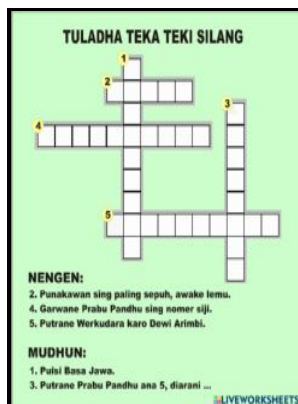 TULADHA TEKA TEKI SILANG
1
2
3
4
5
NENGEN:
2. Punakawan sing paling sepuh, awake lemu.
4. Garwane Prabu Pandhu sing nomer siji.
5. Putrane Werkudara karo Dewi Arimbi.
MUDHUN:
1. Puisi Basa Jawa.
3. Putrane Prabu Pandhu ana 5, diarani ...
LIVEWORKSHEETS